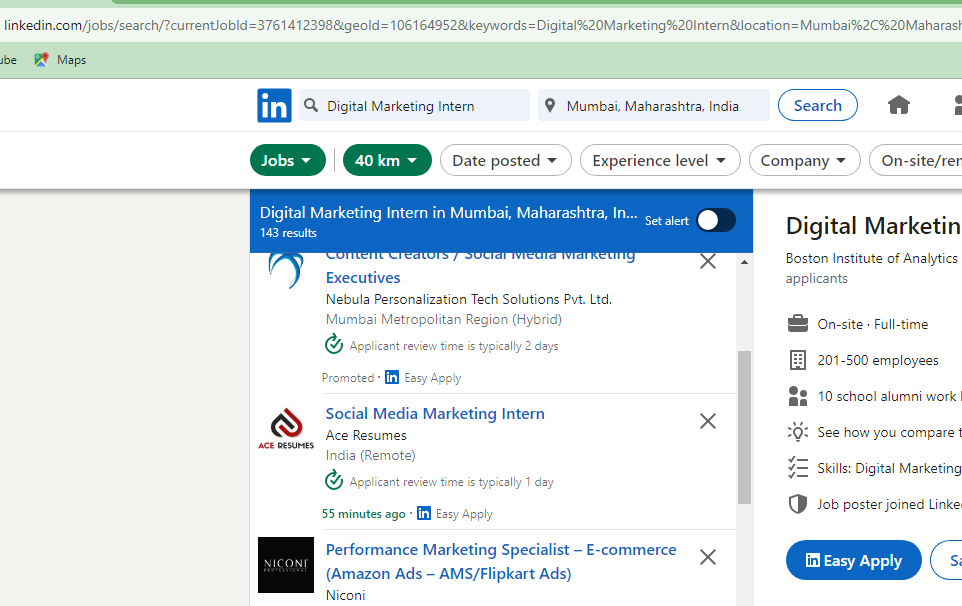 linkedin.com/jobs/search/?currentJobId=3761412398&geoId=106164952&keywords=Digital%20Marketing%20Intern&location=Mumbai%2C%20Maharash
ube Maps
in Digital Marketing Intern Mumbai, Maharashtra, India Search
Jobs 40 km Date posted Experience level Company On-site/rem
Digital Marketing Intern in Mumbai, Maharashtra, In... Set alert
143 results
Content Creators / Social Media Marketing
Executives
Nebula Personalization Tech Solutions Pvt. Ltd.
Mumbai Metropolitan Region (Hybrid)
Applicant review time is typically 2 days
Promoted · in Easy Apply
ACE RESUMES
Social Media Marketing Intern
Ace Resumes
India (Remote)
Applicant review time is typically 1 day
55 minutes ago · in Easy Apply
NICONI
PROFESSIONAL
Performance Marketing Specialist – E-commerce
(Amazon Ads – AMS/Flipkart Ads)
Niconi
Digital Marketin
Boston Institute of Analytics
applicants
On-site · Full-time
201-500 employees
10 school alumni work
See how you compare t
Skills: Digital Marketing
Job poster joined Linke
in Easy Apply Sa